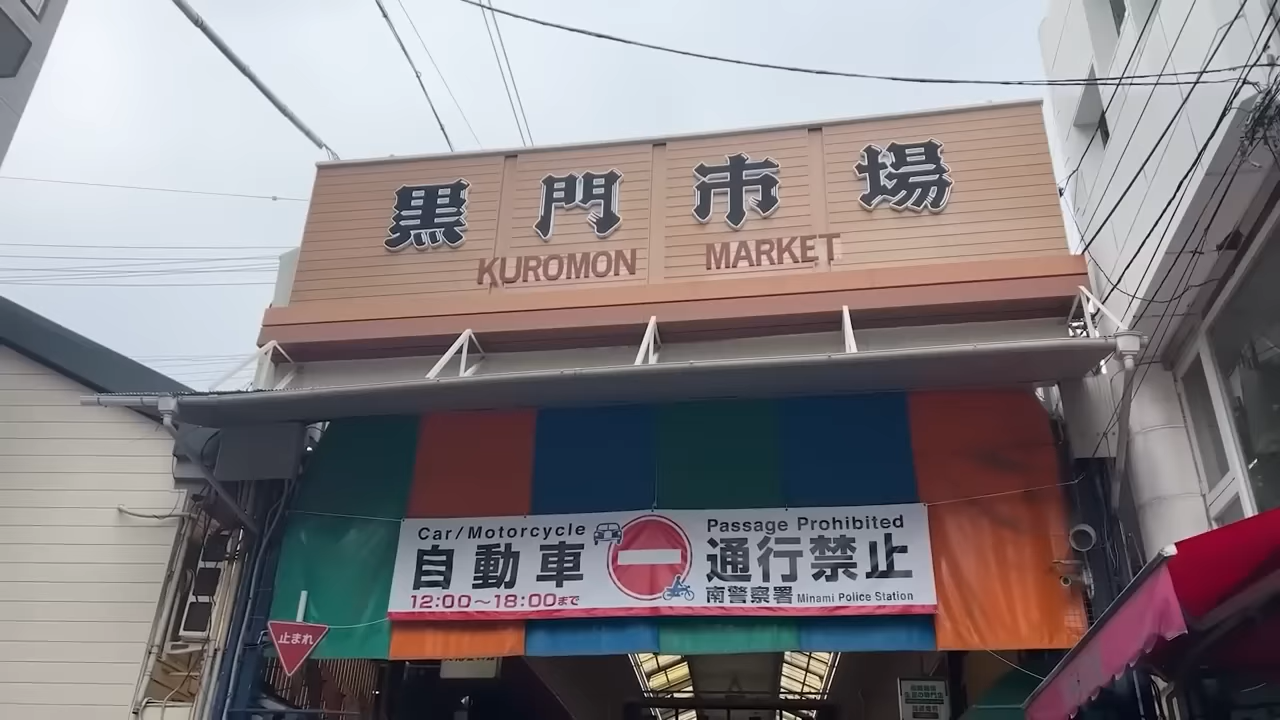 黒門市場
KUROMON MARKET
Car/Motorcycle Passage Prohibited
自動車 通行禁止
12:00～18:00まで
南警察署 Minami Police Station
止まれ